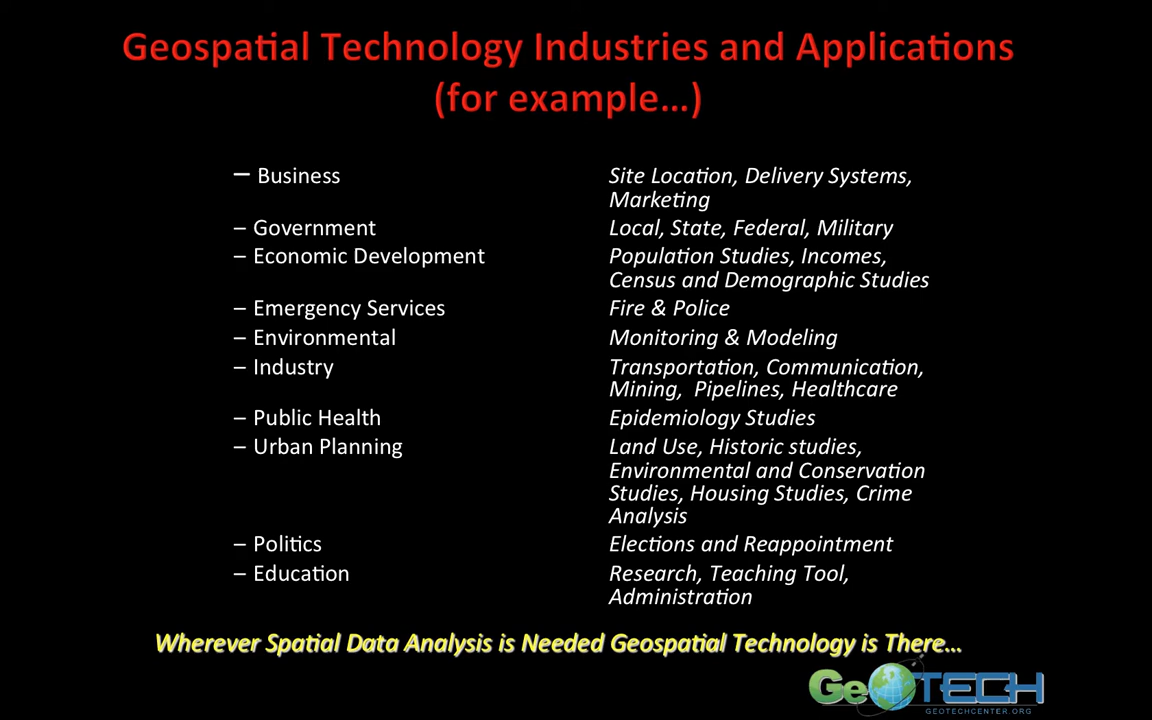 Geospatial Technology Industries and Applications
(for example…)
– Business Site Location, Delivery Systems,
Marketing
– Government Local, State, Federal, Military
– Economic Development Population Studies, Incomes,
Census and Demographic Studies
– Emergency Services Fire & Police
– Environmental Monitoring & Modeling
– Industry Transportation, Communication,
Mining, Pipelines, Healthcare
– Public Health Epidemiology Studies
– Urban Planning Land Use, Historic studies,
Environmental and Conservation
Studies, Housing Studies, Crime
Analysis
– Politics Elections and Reappointment
– Education Research, Teaching Tool,
Administration
Wherever Spatial Data Analysis is Needed Geospatial Technology is There…
GeoTECH
GEOTECHCENTER.ORG